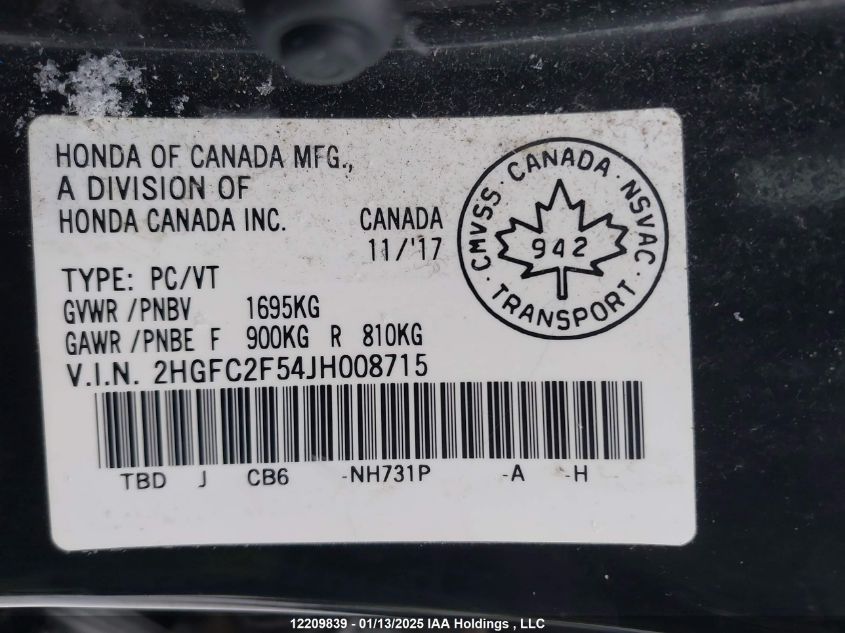 HONDA OF CANADA MFG.,
A DIVISION OF
HONDA CANADA INC. CANADA
11/'17
TYPE: PC/VT
GVWR /PNBV 1695KG
GAWR /PNBE F 900KG R 810KG
V.I.N. 2HGFC2F54JH008715
TBD J CB6 -NH731P -A -H
CMVSS · CANADA · NSVAC · TRANSPORT ·
942
12209839 - 01/13/2025 IAA Holdings , LLC